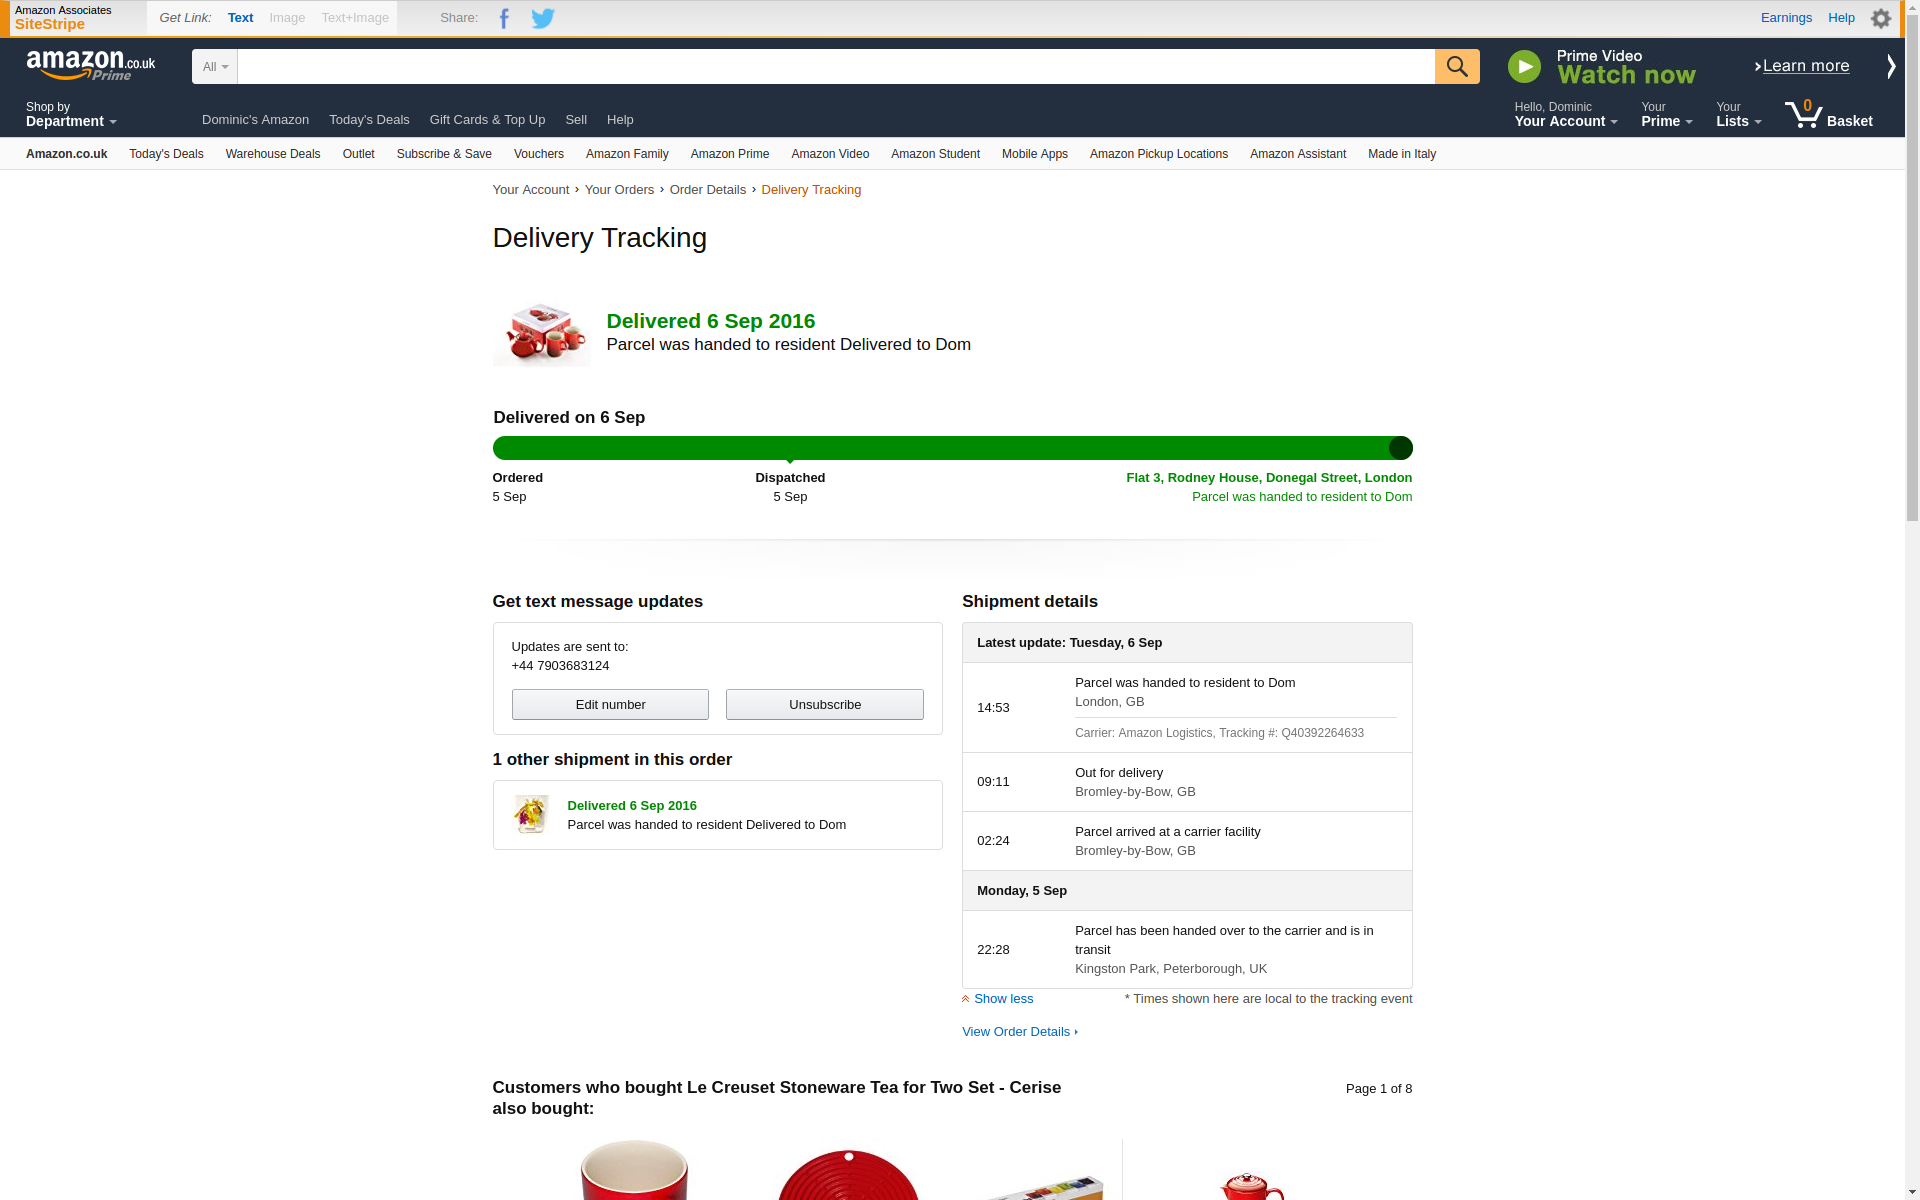 Amazon Associates
SiteStripe
Get Link: Text Image Text+Image
Share:
Earnings Help
amazon.co.uk
Prime
All
Prime Video
Watch now
Learn more
Shop by
Department
Dominic's Amazon Today's Deals Gift Cards & Top Up Sell Help
Hello, Dominic
Your Account
Your
Prime
Your
Lists
0
Basket
Amazon.co.uk Today's Deals Warehouse Deals Outlet Subscribe & Save Vouchers Amazon Family Amazon Prime Amazon Video Amazon Student Mobile Apps Amazon Pickup Locations Amazon Assistant Made in Italy
Your Account › Your Orders › Order Details › Delivery Tracking
Delivery Tracking
Delivered 6 Sep 2016
Parcel was handed to resident Delivered to Dom
Delivered on 6 Sep
Ordered
5 Sep
Dispatched
5 Sep
Flat 3, Rodney House, Donegal Street, London
Parcel was handed to resident to Dom
Get text message updates
Updates are sent to:
+44 7903683124
Edit number
Unsubscribe
1 other shipment in this order
Delivered 6 Sep 2016
Parcel was handed to resident Delivered to Dom
Shipment details
Latest update: Tuesday, 6 Sep
14:53
Parcel was handed to resident to Dom
London, GB
Carrier: Amazon Logistics, Tracking #: Q40392264633
09:11
Out for delivery
Bromley-by-Bow, GB
02:24
Parcel arrived at a carrier facility
Bromley-by-Bow, GB
Monday, 5 Sep
22:28
Parcel has been handed over to the carrier and is in
transit
Kingston Park, Peterborough, UK
Show less
* Times shown here are local to the tracking event
View Order Details
Customers who bought Le Creuset Stoneware Tea for Two Set - Cerise
also bought:
Page 1 of 8